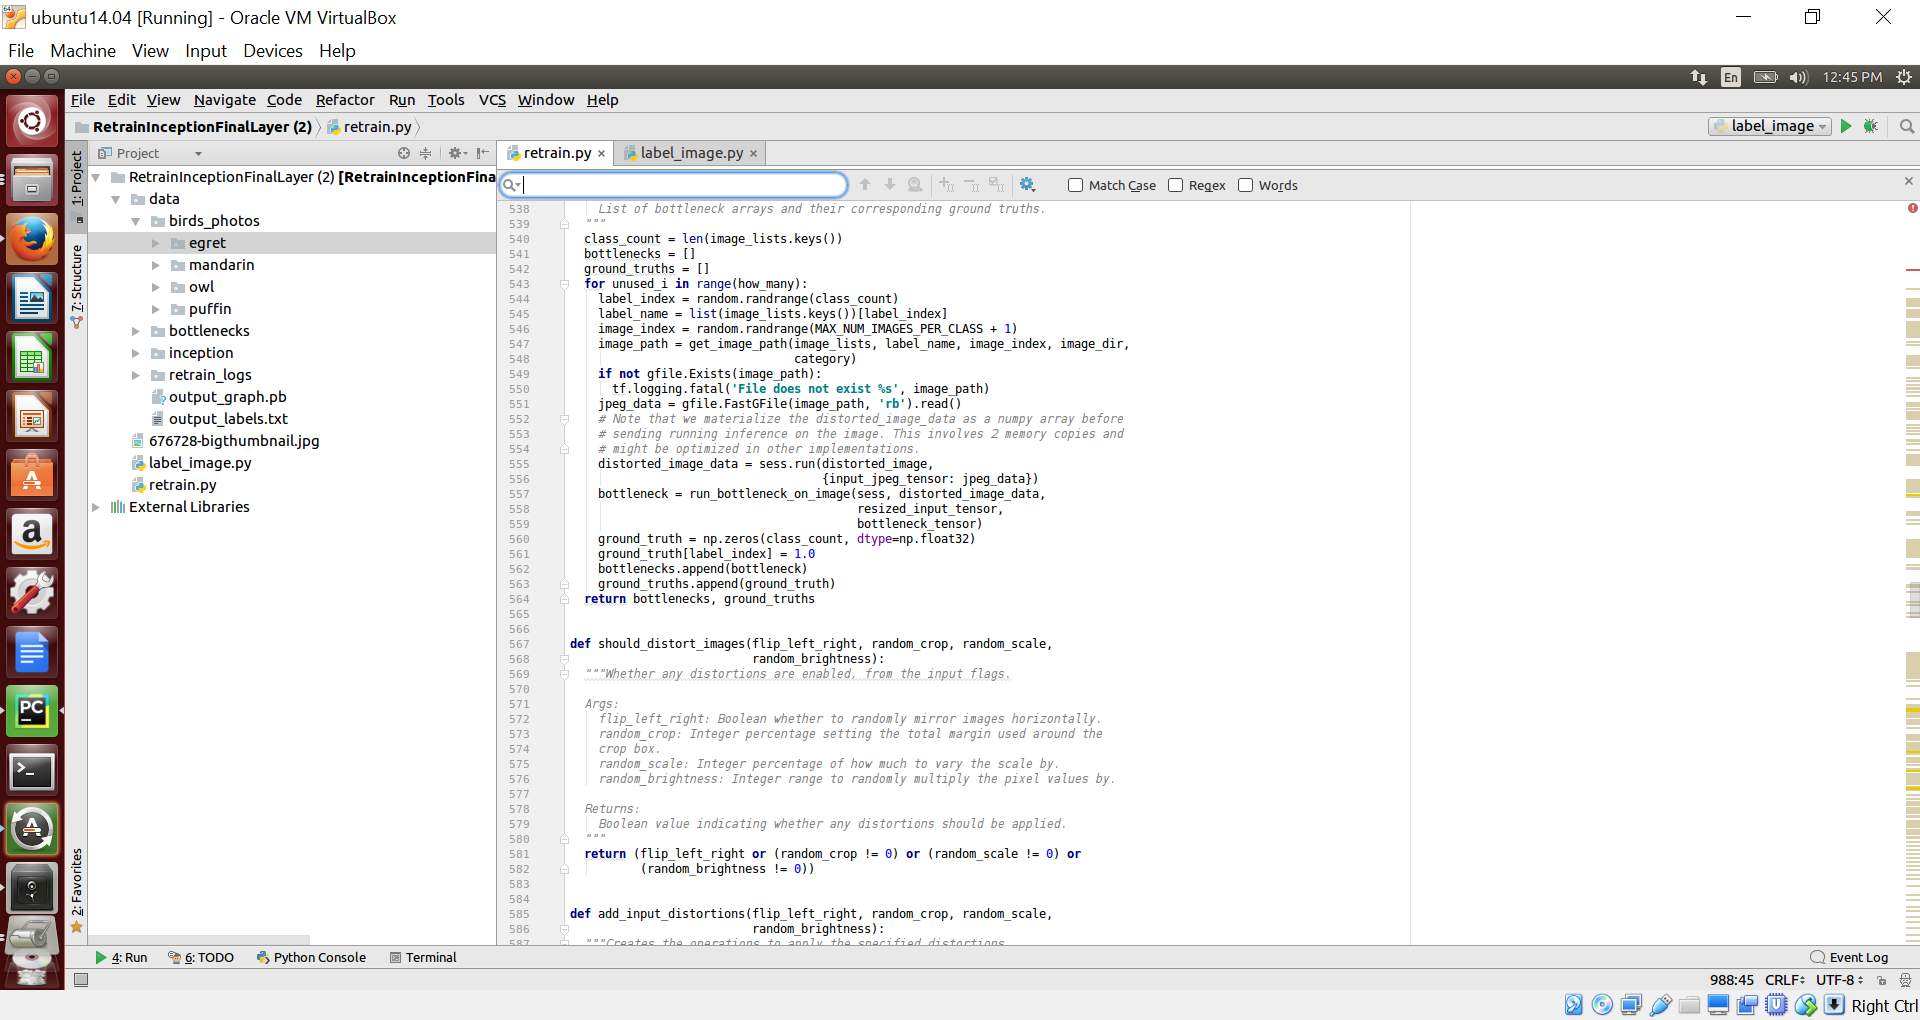 ubuntu14.04 [Running] - Oracle VM VirtualBox
File Machine View Input Devices Help
En 12:45 PM
File Edit View Navigate Code Refactor Run Tools VCS Window Help
RetrainInceptionFinalLayer (2) retrain.py label_image
1: Project
7: Structure
2: Favorites
Project
RetrainInceptionFinalLayer (2) [RetrainInceptionFina
data
birds_photos
egret
mandarin
owl
puffin
bottlenecks
inception
retrain_logs
output_graph.pb
output_labels.txt
676728-bigthumbnail.jpg
label_image.py
retrain.py
External Libraries
retrain.py label_image.py
Match Case Regex Words
538 List of bottleneck arrays and their corresponding ground truths.
539 """
540 class_count = len(image_lists.keys())
541 bottlenecks = []
542 ground_truths = []
543 for unused_i in range(how_many):
544 label_index = random.randrange(class_count)
545 label_name = list(image_lists.keys())[label_index]
546 image_index = random.randrange(MAX_NUM_IMAGES_PER_CLASS + 1)
547 image_path = get_image_path(image_lists, label_name, image_index, image_dir,
548 category)
549 if not gfile.Exists(image_path):
550 tf.logging.fatal('File does not exist %s', image_path)
551 jpeg_data = gfile.FastGFile(image_path, 'rb').read()
552 # Note that we materialize the distorted_image_data as a numpy array before
553 # sending running inference on the image. This involves 2 memory copies and
554 # might be optimized in other implementations.
555 distorted_image_data = sess.run(distorted_image,
556 {input_jpeg_tensor: jpeg_data})
557 bottleneck = run_bottleneck_on_image(sess, distorted_image_data,
558 resized_input_tensor,
559 bottleneck_tensor)
560 ground_truth = np.zeros(class_count, dtype=np.float32)
561 ground_truth[label_index] = 1.0
562 bottlenecks.append(bottleneck)
563 ground_truths.append(ground_truth)
564 return bottlenecks, ground_truths
565
566
567 def should_distort_images(flip_left_right, random_crop, random_scale,
568 random_brightness):
569 """Whether any distortions are enabled, from the input flags.
570
571 Args:
572 flip_left_right: Boolean whether to randomly mirror images horizontally.
573 random_crop: Integer percentage setting the total margin used around the
574 crop box.
575 random_scale: Integer percentage of how much to vary the scale by.
576 random_brightness: Integer range to randomly multiply the pixel values by.
577
578 Returns:
579 Boolean value indicating whether any distortions should be applied.
580 """
581 return (flip_left_right or (random_crop != 0) or (random_scale != 0) or
582 (random_brightness != 0))
583
584
585 def add_input_distortions(flip_left_right, random_crop, random_scale,
586 random_brightness):
587 """Creates the operations to apply the specified distortions
PC
4: Run 6: TODO Python Console Terminal Event Log
988:45 CRLF UTF-8
Right Ctrl